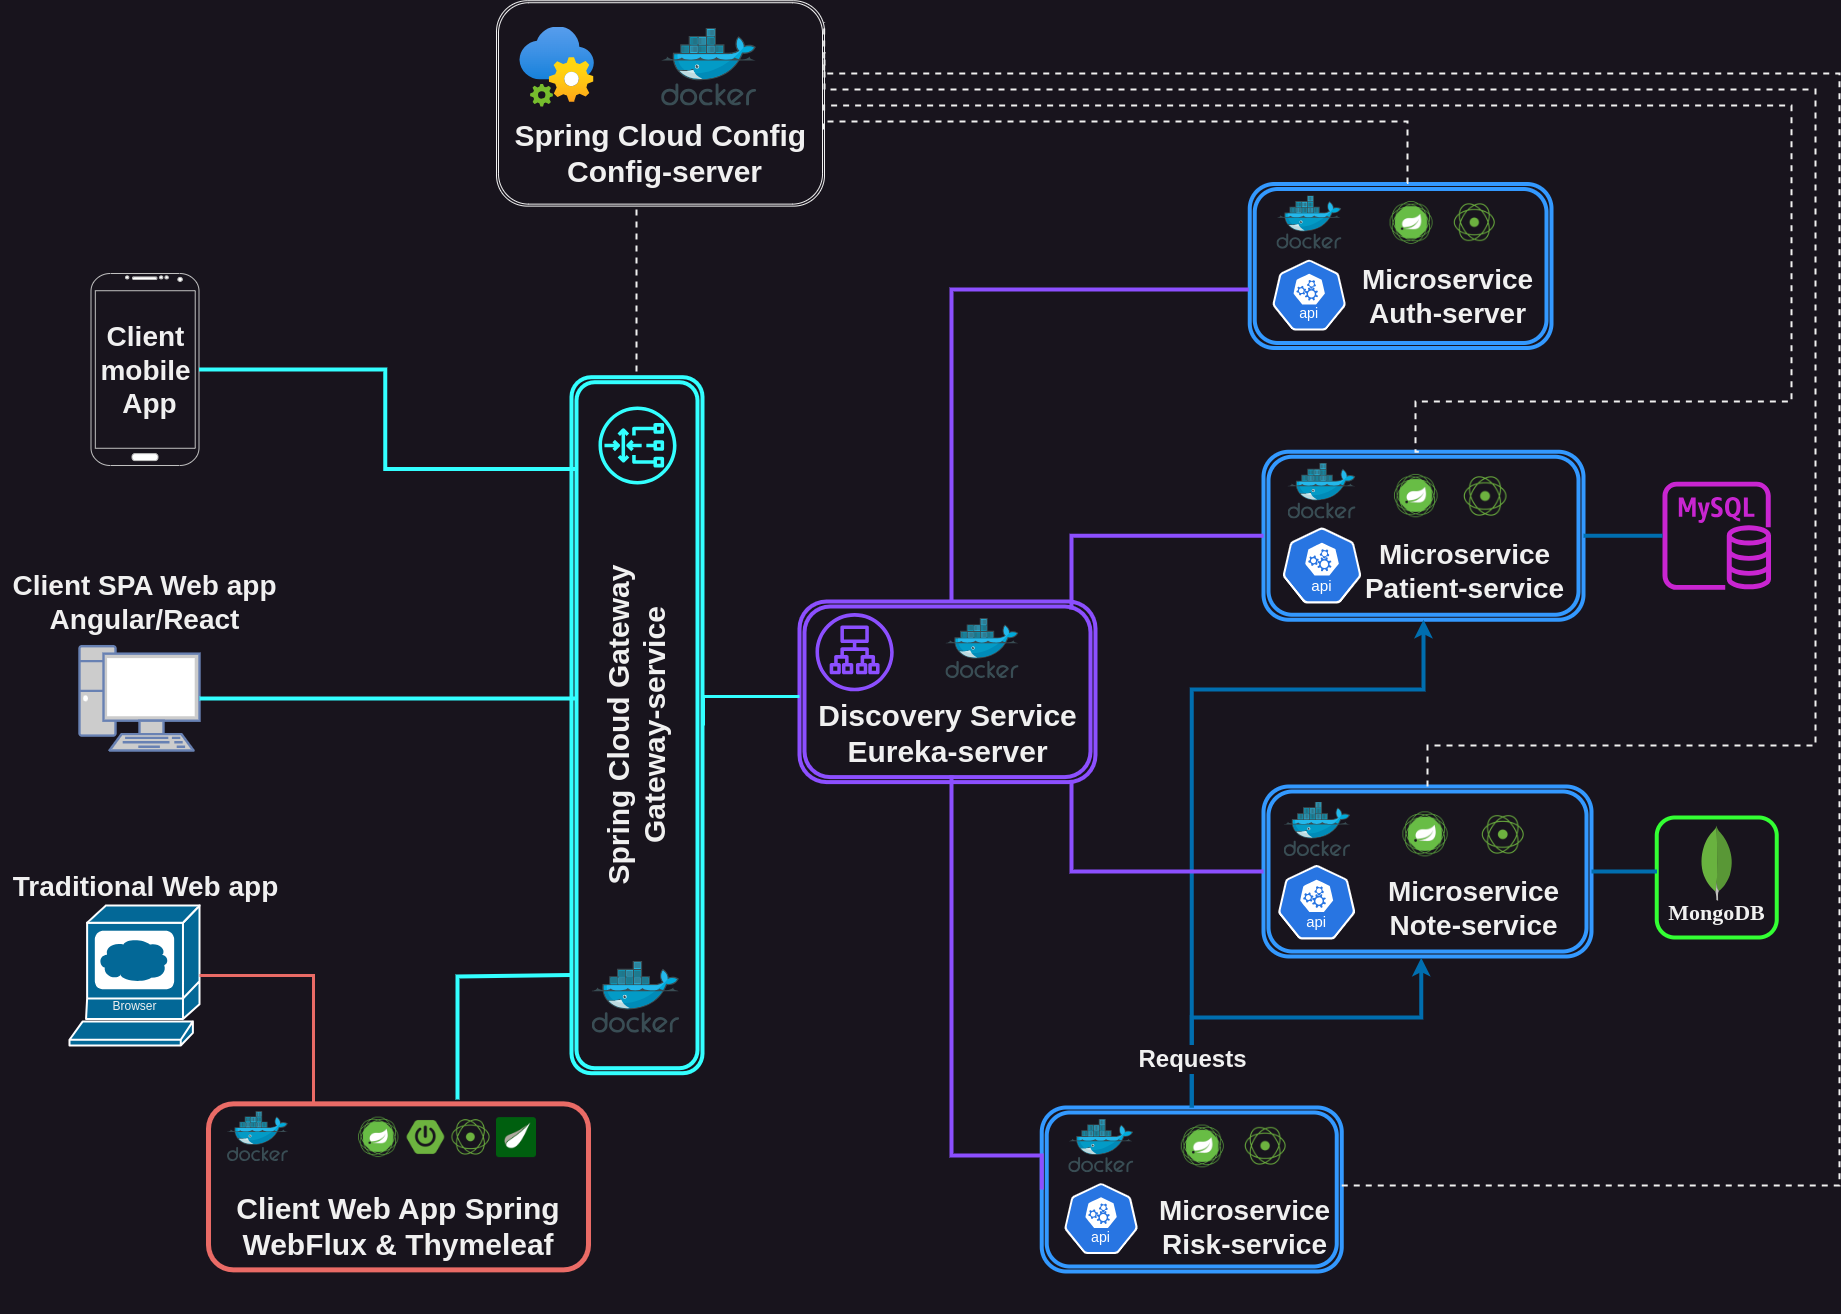 docker
Spring Cloud Config
Config-server
docker
api
Microservice
Auth-server
Client
mobile
App
docker
api
Microservice
Patient-service
MySQL
Client SPA Web app
Angular/React
Spring Cloud Gateway
Gateway-service
docker
docker
Discovery Service
Eureka-server
docker
api
Microservice
Note-service
MongoDB
Traditional Web app
Browser
Requests
docker
Client Web App Spring
WebFlux & Thymeleaf
docker
api
Microservice
Risk-service